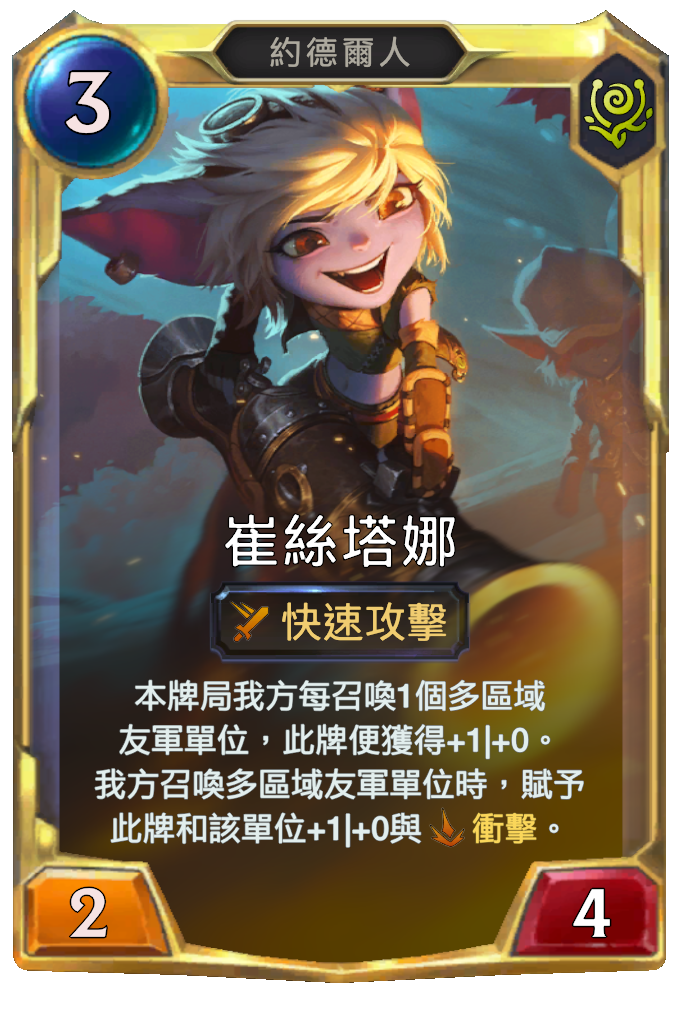 約德爾人
3
崔絲塔娜
快速攻擊
本牌局我方每召喚1個多區域
友軍單位，此牌便獲得+1|+0。
我方召喚多區域友軍單位時，賦予
此牌和該單位+1|+0與衝擊。
2
4